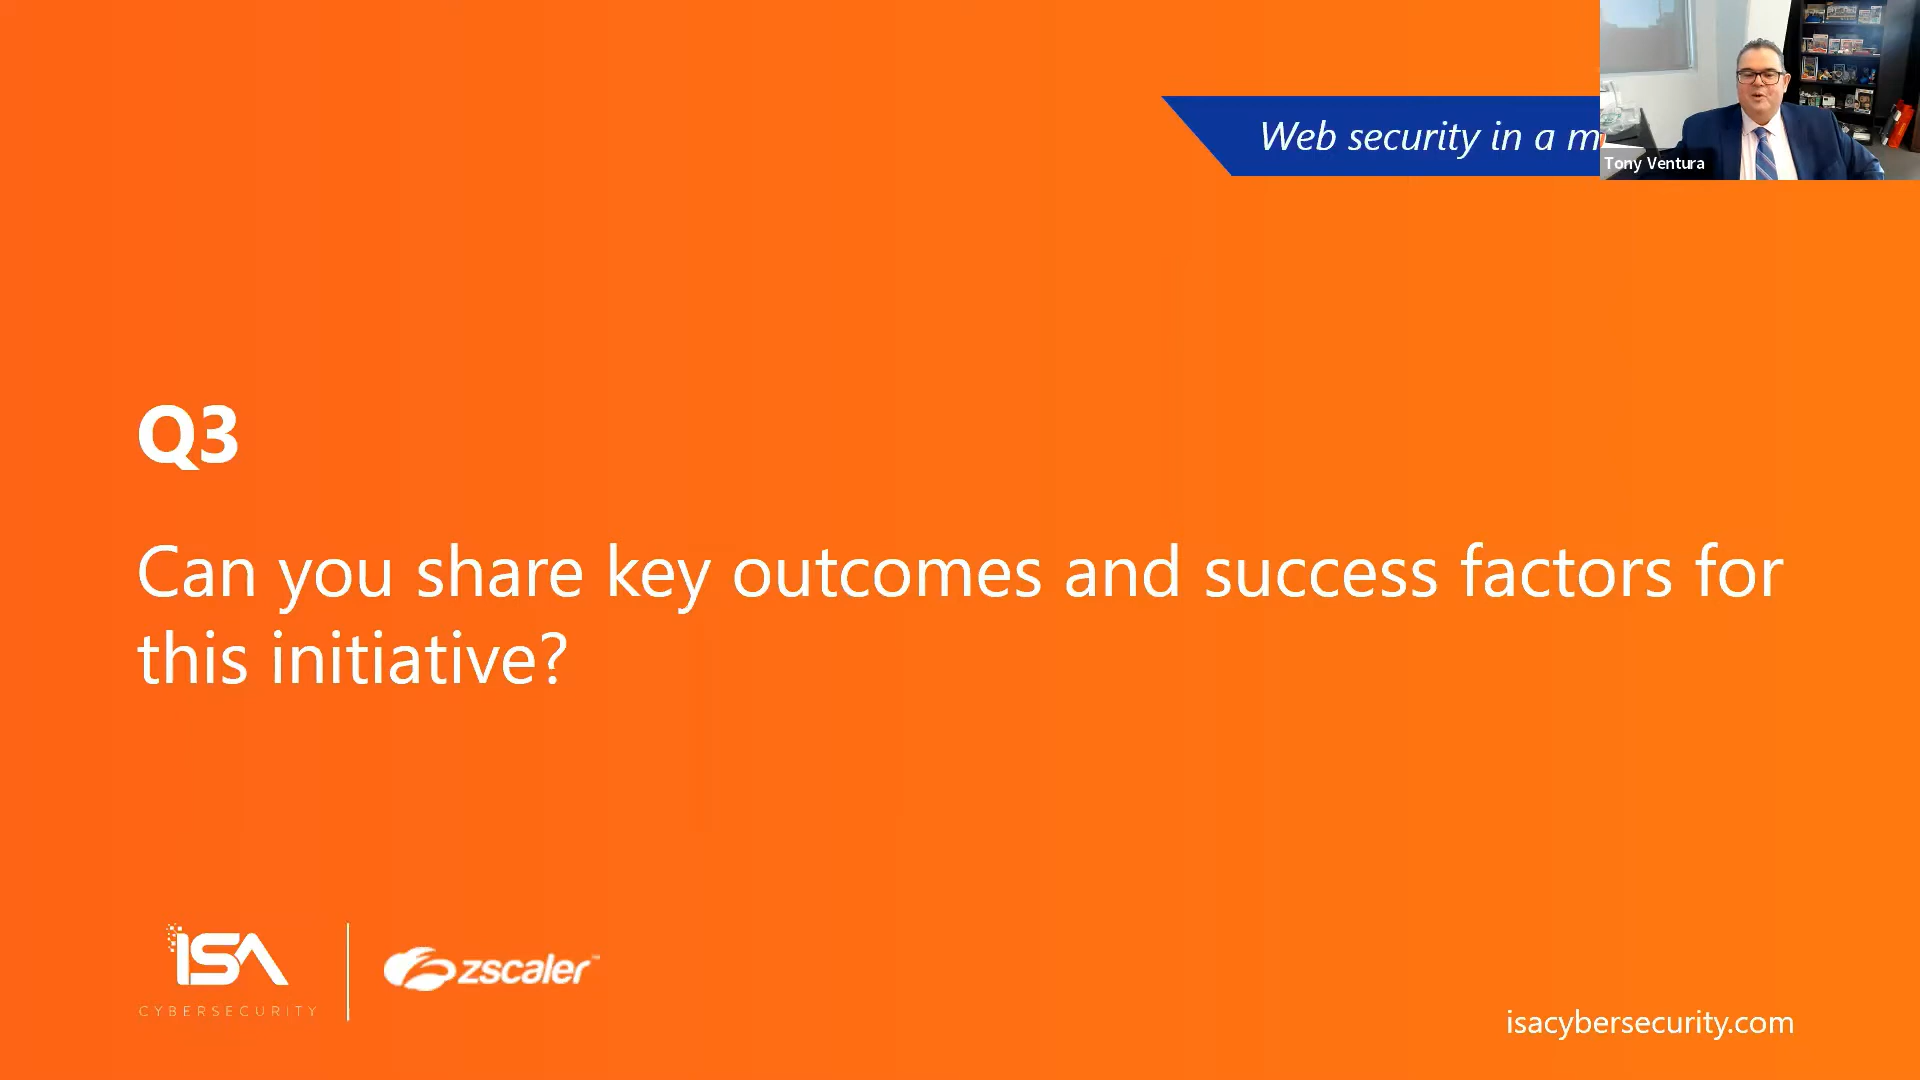 Web security in a m
Tony Ventura
Q3
Can you share key outcomes and success factors for
this initiative?
ISA
CYBERSECURITY
zscaler™
isacybersecurity.com